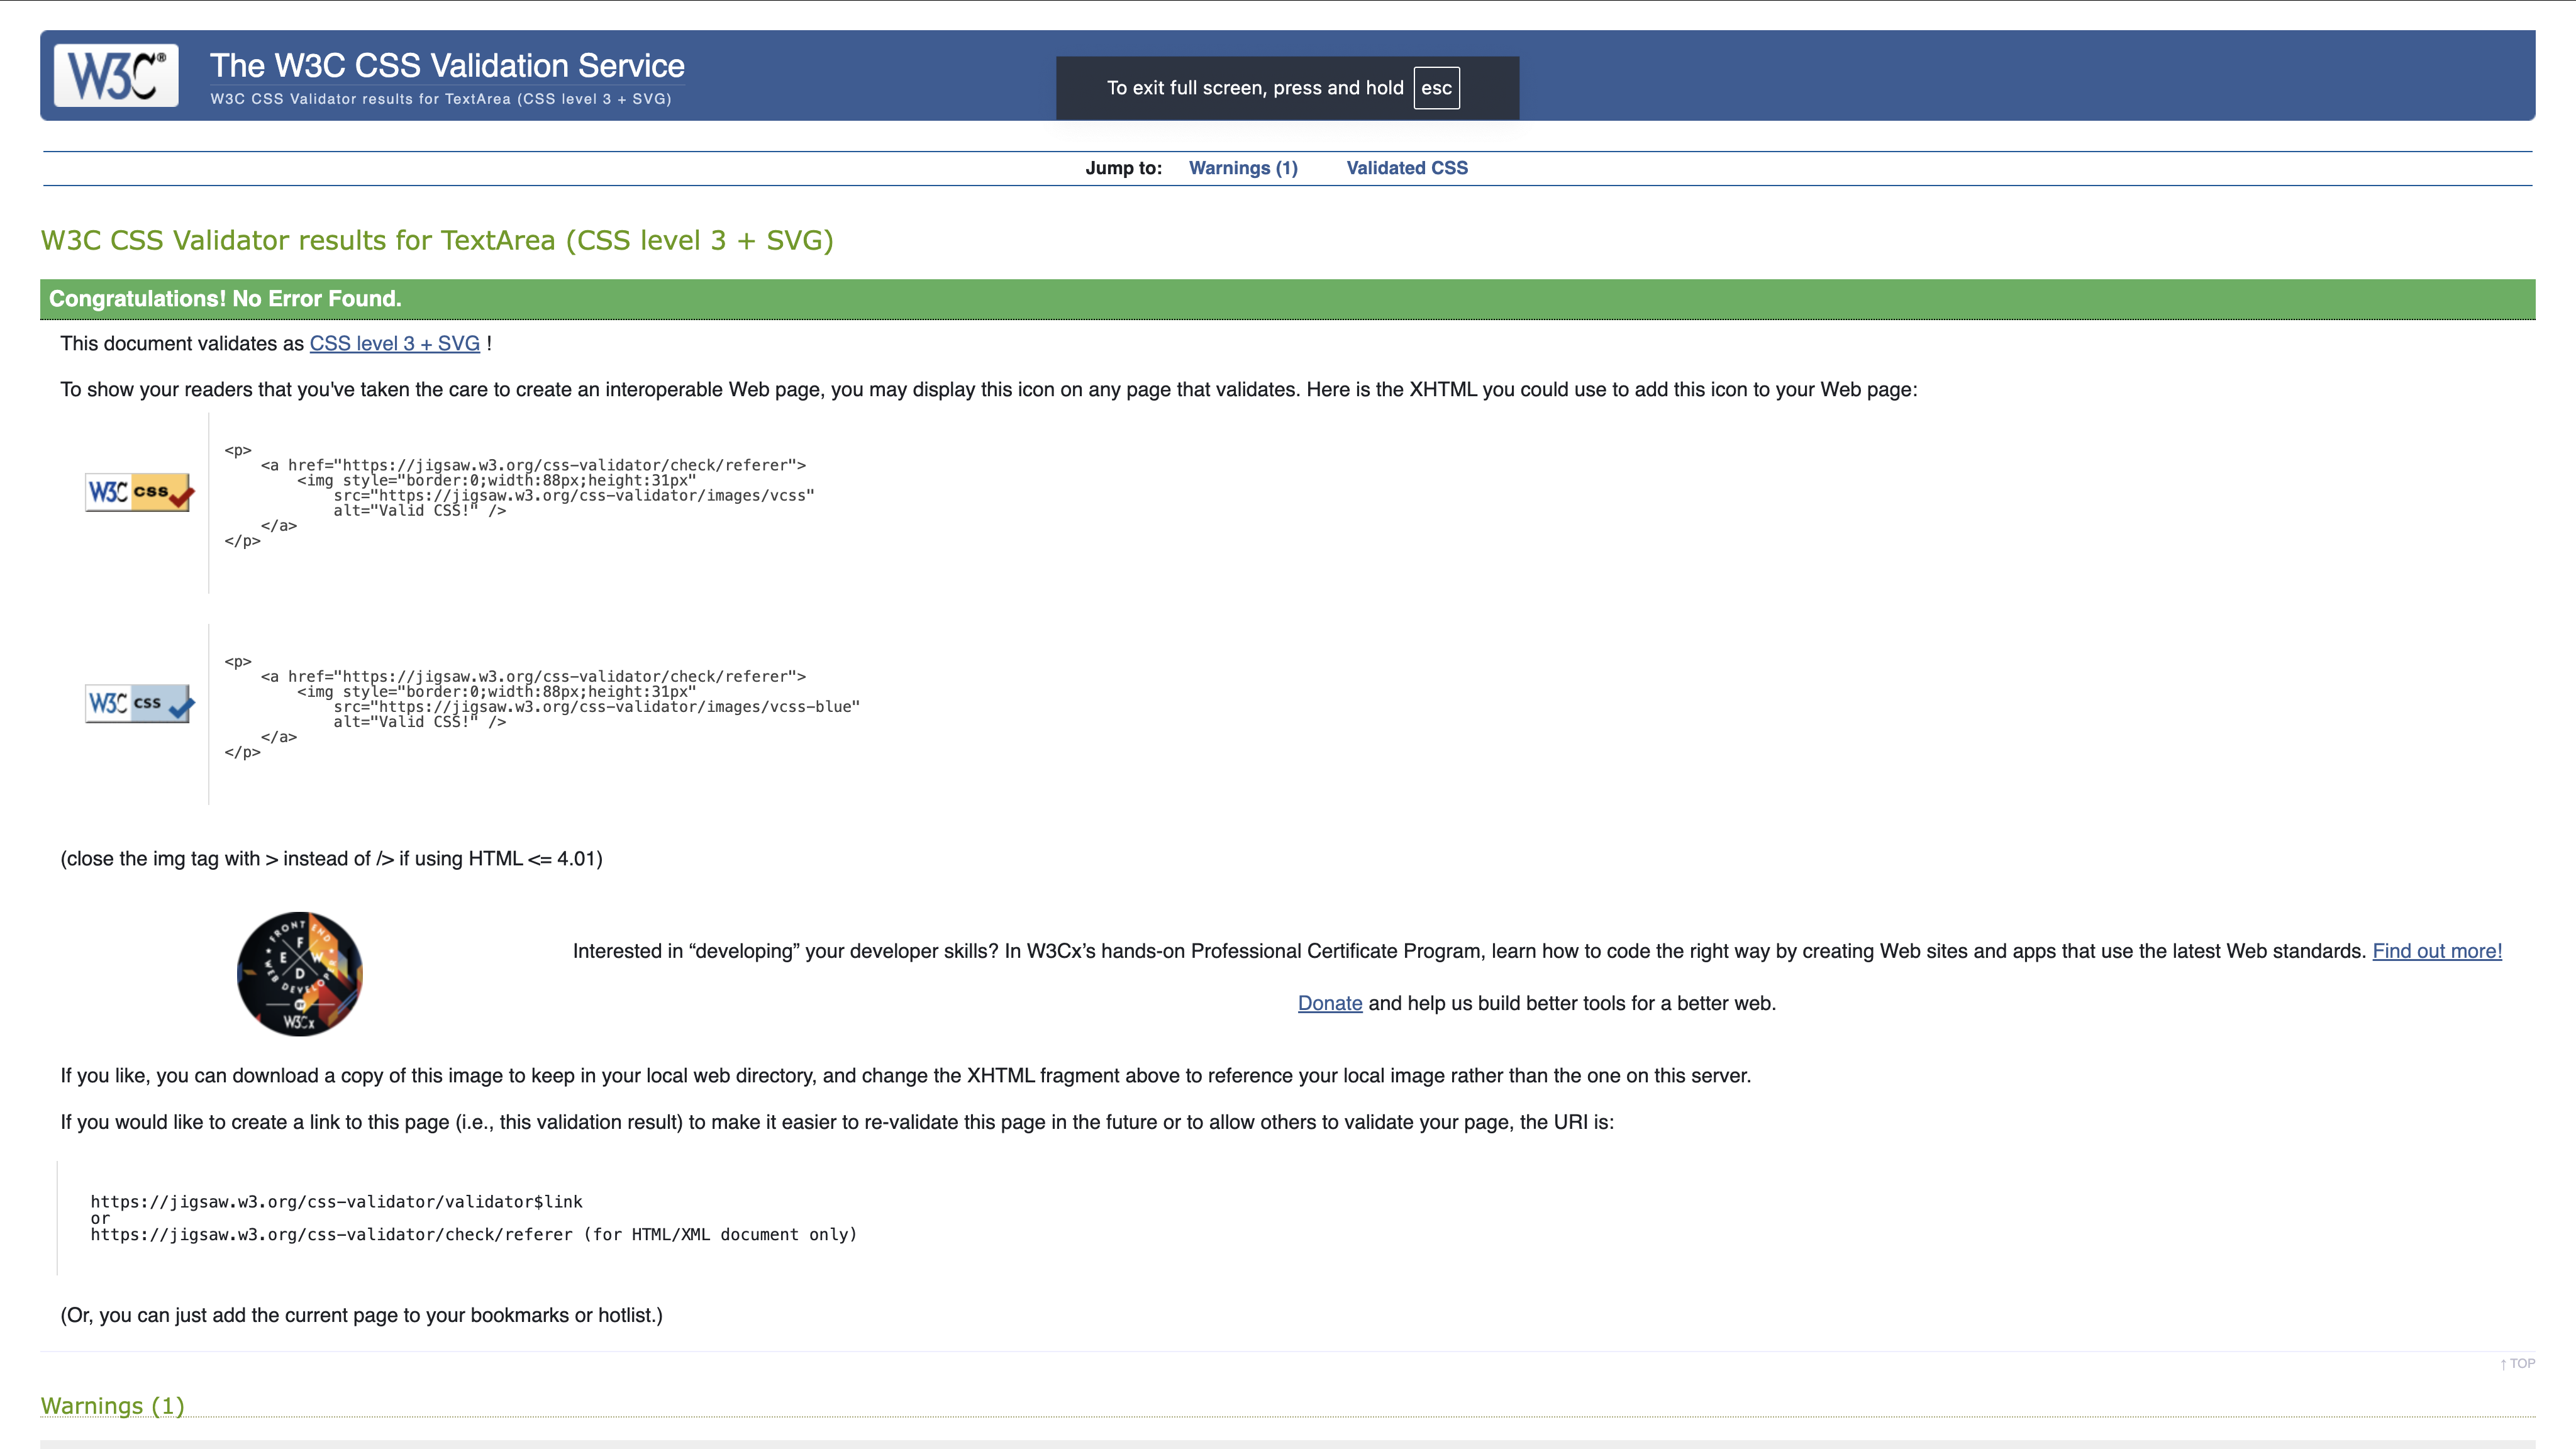 W3C®
The W3C CSS Validation Service
W3C CSS Validator results for TextArea (CSS level 3 + SVG)
To exit full screen, press and hold esc
Jump to: Warnings (1) Validated CSS
W3C CSS Validator results for TextArea (CSS level 3 + SVG)
Congratulations! No Error Found.
This document validates as CSS level 3 + SVG !
To show your readers that you've taken the care to create an interoperable Web page, you may display this icon on any page that validates. Here is the XHTML you could use to add this icon to your Web page:
W3C css
<p>
<a href="https://jigsaw.w3.org/css-validator/check/referer">
<img style="border:0;width:88px;height:31px"
src="https://jigsaw.w3.org/css-validator/images/vcss"
alt="Valid CSS!" />
</a>
</p>
W3C css
<p>
<a href="https://jigsaw.w3.org/css-validator/check/referer">
<img style="border:0;width:88px;height:31px"
src="https://jigsaw.w3.org/css-validator/images/vcss-blue"
alt="Valid CSS!" />
</a>
</p>
(close the img tag with > instead of /> if using HTML <= 4.01)
FRONT END
F E W D
WEB DEVELOPER
BY
W3Cx
Interested in “developing” your developer skills? In W3Cx’s hands-on Professional Certificate Program, learn how to code the right way by creating Web sites and apps that use the latest Web standards. Find out more!
Donate and help us build better tools for a better web.
If you like, you can download a copy of this image to keep in your local web directory, and change the XHTML fragment above to reference your local image rather than the one on this server.
If you would like to create a link to this page (i.e., this validation result) to make it easier to re-validate this page in the future or to allow others to validate your page, the URI is:
https://jigsaw.w3.org/css-validator/validator$link
or
https://jigsaw.w3.org/css-validator/check/referer (for HTML/XML document only)
(Or, you can just add the current page to your bookmarks or hotlist.)
↑ TOP
Warnings (1)